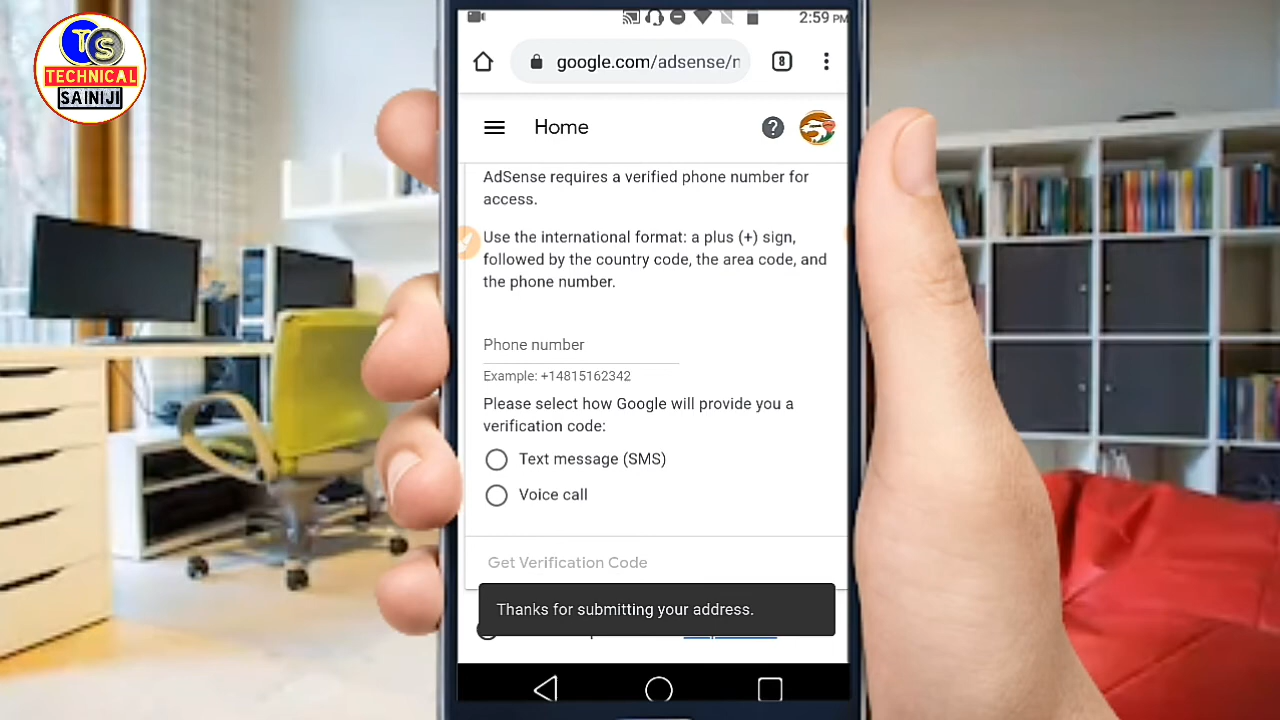 TS
TECHNICAL
SAINIJI
2:59 PM
google.com/adsense/n
8
Home
AdSense requires a verified phone number for
access.
Use the international format: a plus (+) sign,
followed by the country code, the area code, and
the phone number.
Phone number
Example: +14815162342
Please select how Google will provide you a
verification code:
Text message (SMS)
Voice call
Get Verification Code
Thanks for submitting your address.